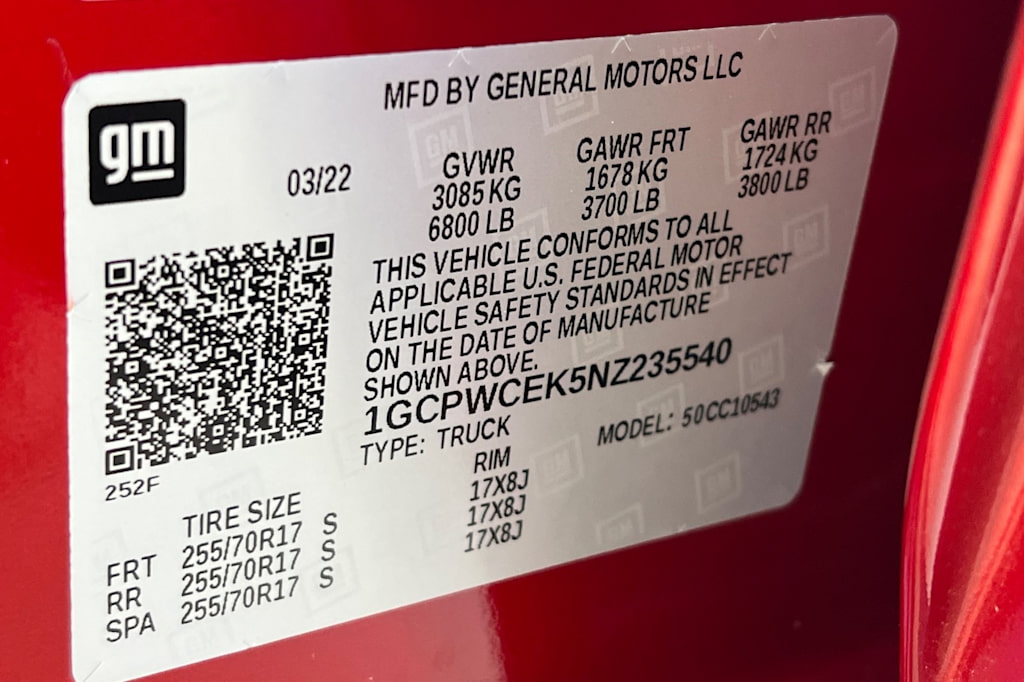 gm
MFD BY GENERAL MOTORS LLC
03/22
GVWR GAWR FRT GAWR RR
3085 KG 1678 KG 1724 KG
6800 LB 3700 LB 3800 LB
THIS VEHICLE CONFORMS TO ALL
APPLICABLE U.S. FEDERAL MOTOR
VEHICLE SAFETY STANDARDS IN EFFECT
ON THE DATE OF MANUFACTURE
SHOWN ABOVE.
1GCPWCEK5NZ235540
TYPE: TRUCK MODEL: 50CC10543
252F
TIRE SIZE RIM
FRT 255/70R17 S 17X8J
RR 255/70R17 S 17X8J
SPA 255/70R17 S 17X8J